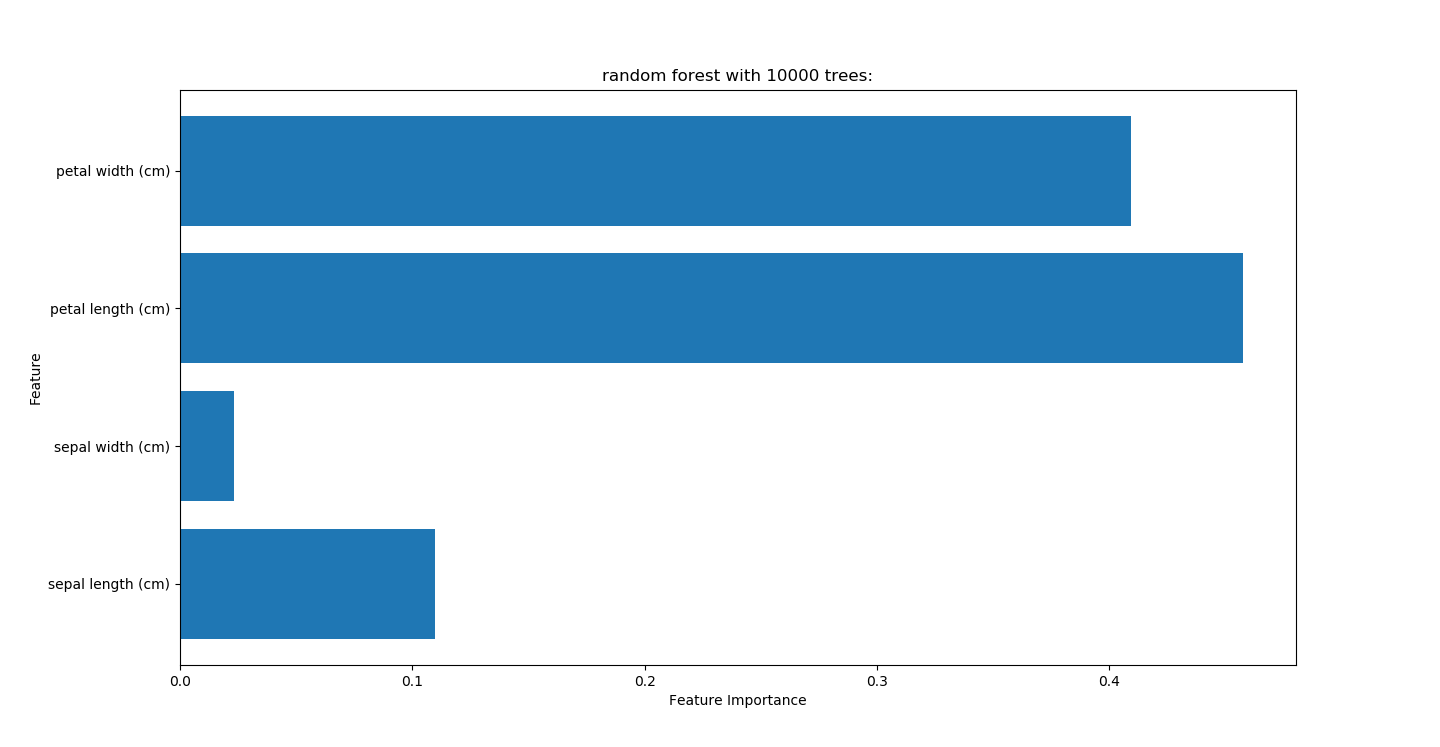 random forest with 10000 trees:
petal width (cm)
petal length (cm)
Feature
sepal width (cm)
sepal length (cm)
0.0 0.1 0.2 0.3 0.4
Feature Importance